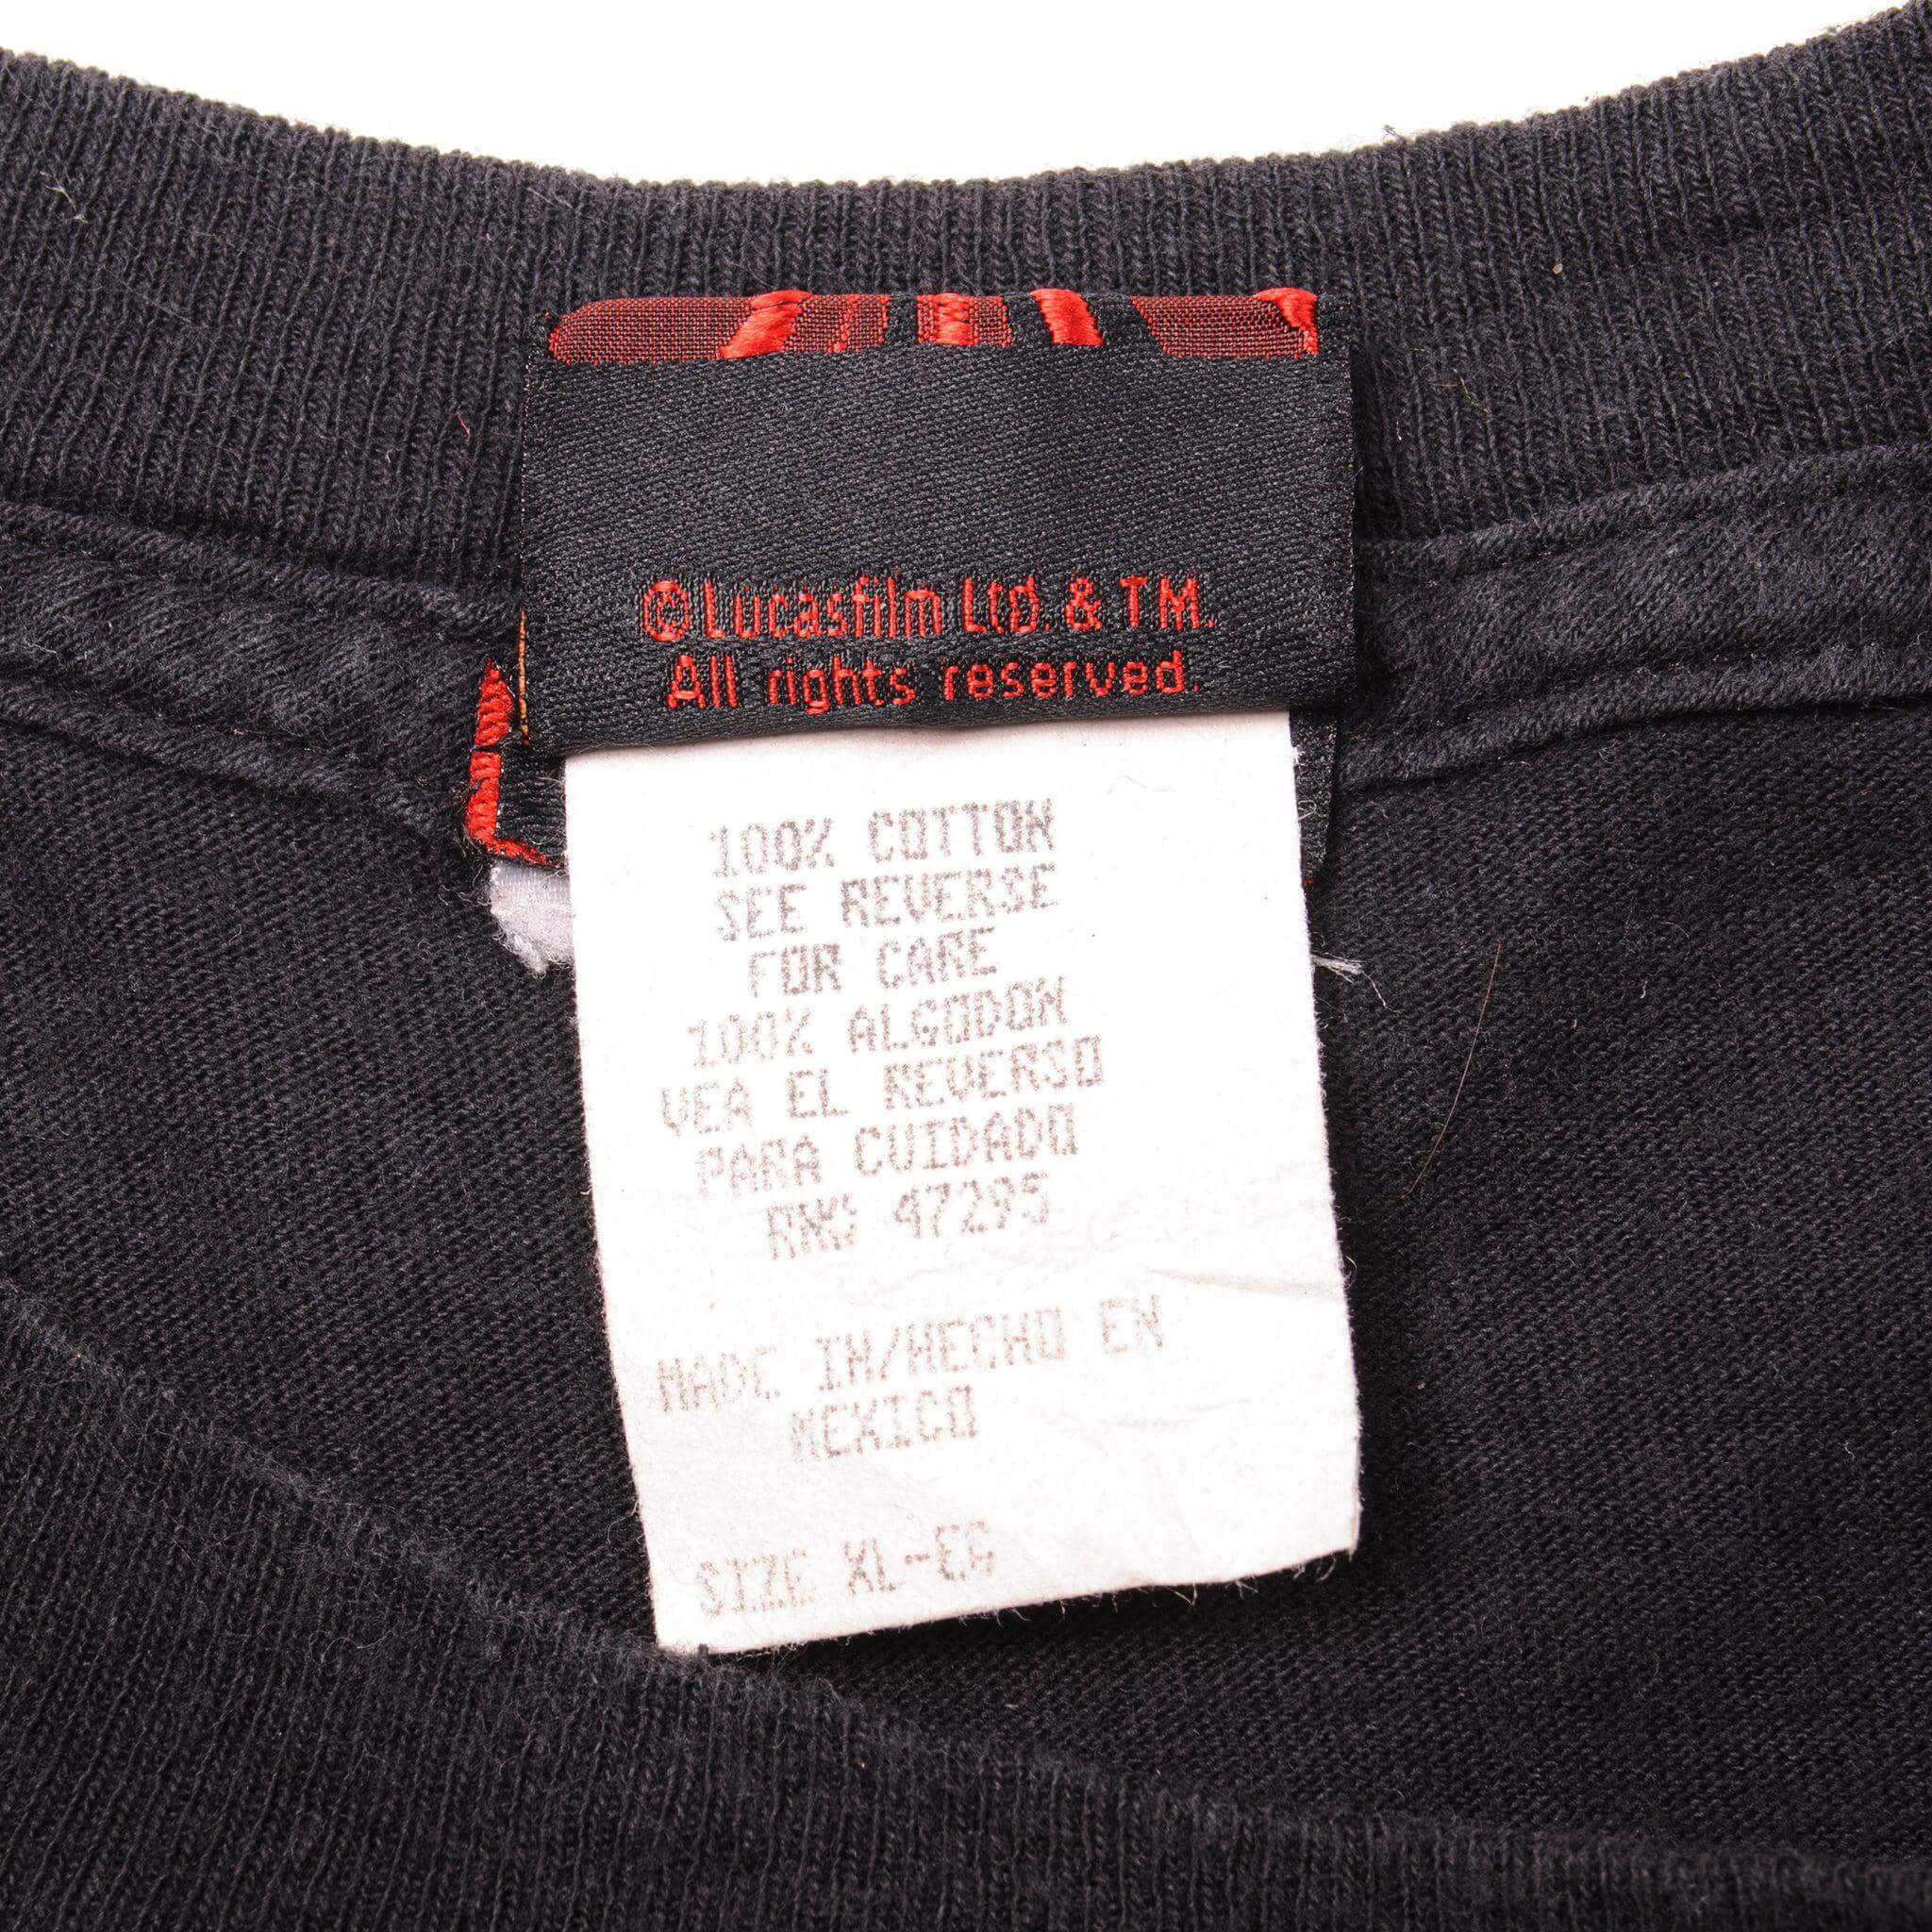 © Lucasfilm Ltd. & TM.
All rights reserved.
100% COTTON
SEE REVERSE
FOR CARE
100% ALGODON
VEA EL REVERSO
PARA CUIDADO
RN# 47295
MADE IN/HECHO EN
MEXICO
SIZE XL-EG